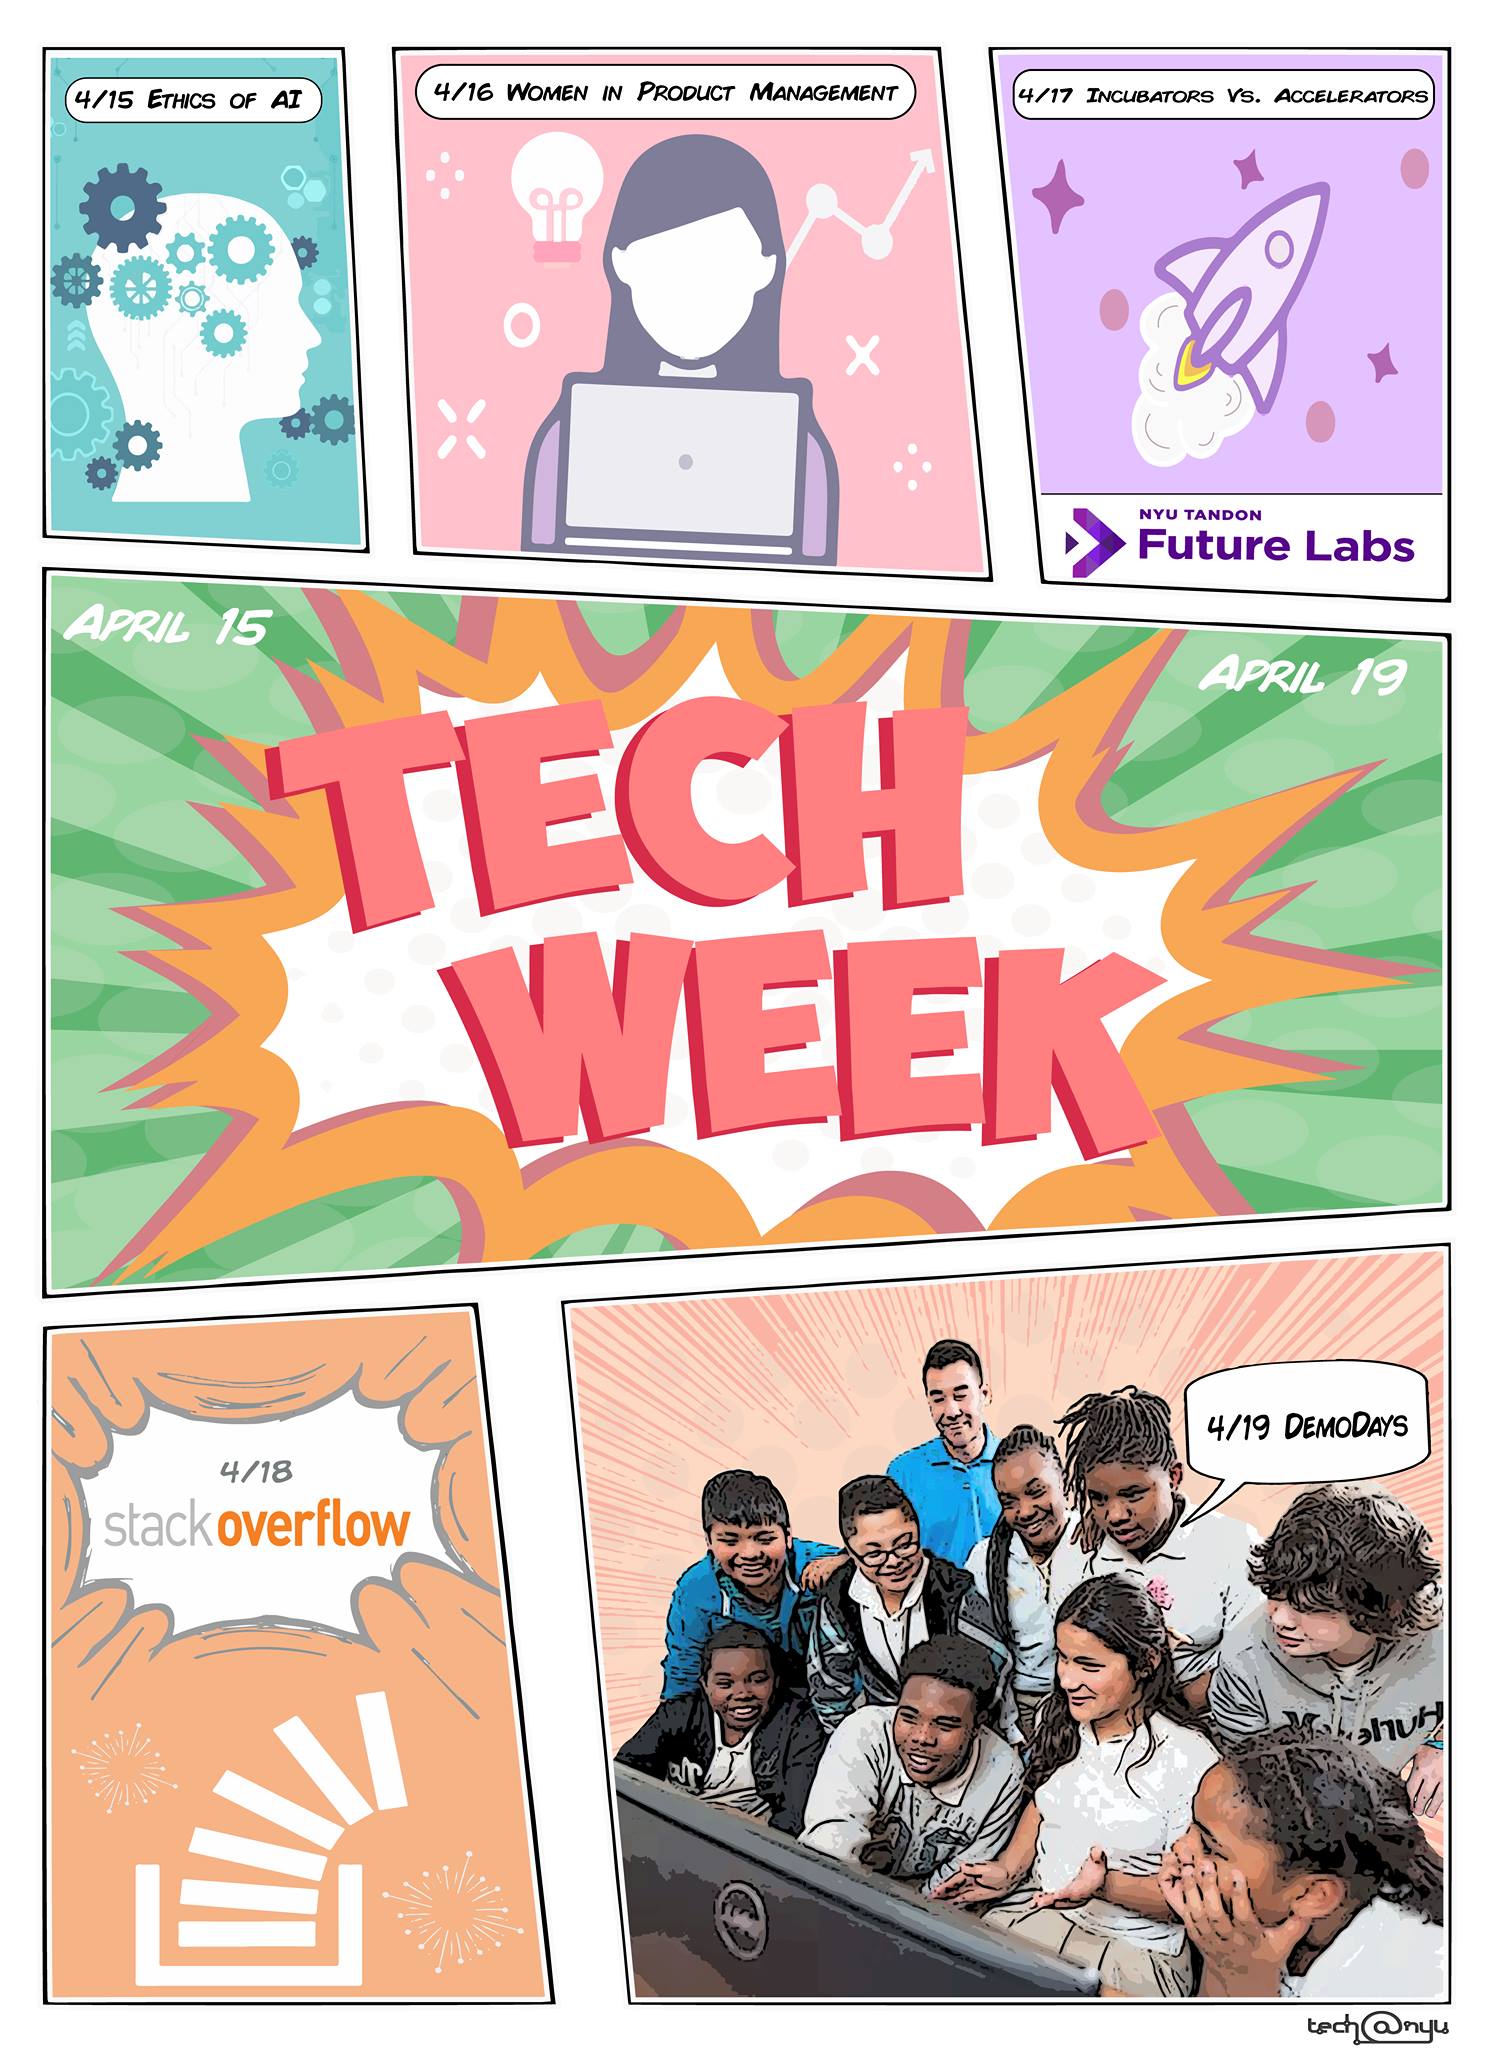 4/15 Ethics of AI
4/16 Women in Product Management
4/17 Incubators vs. Accelerators
NYU TANDON
Future Labs
April 15
April 19
TECH
WEEK
4/18
stackoverflow
4/19 DemoDays
tech@nyu